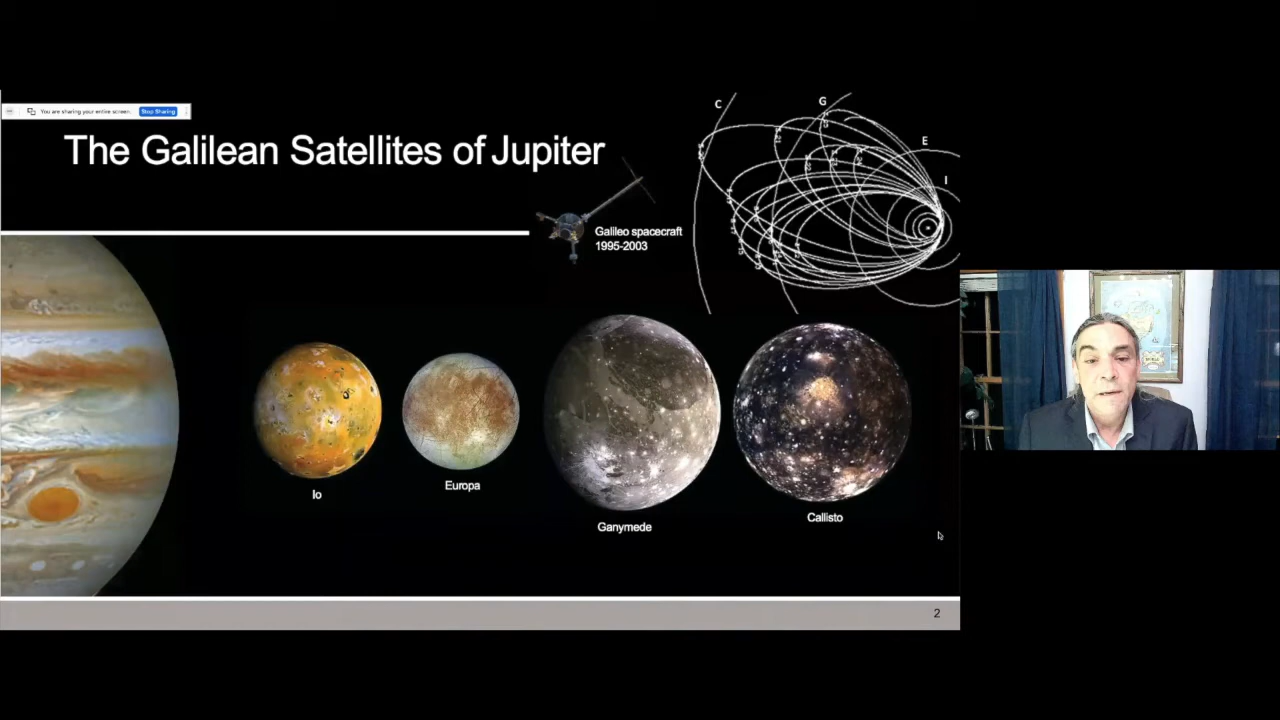 You are sharing your entire screen.
Stop Sharing
The Galilean Satellites of Jupiter
C
G
E
I
Galileo spacecraft
1995-2003
Io
Europa
Ganymede
Callisto
2